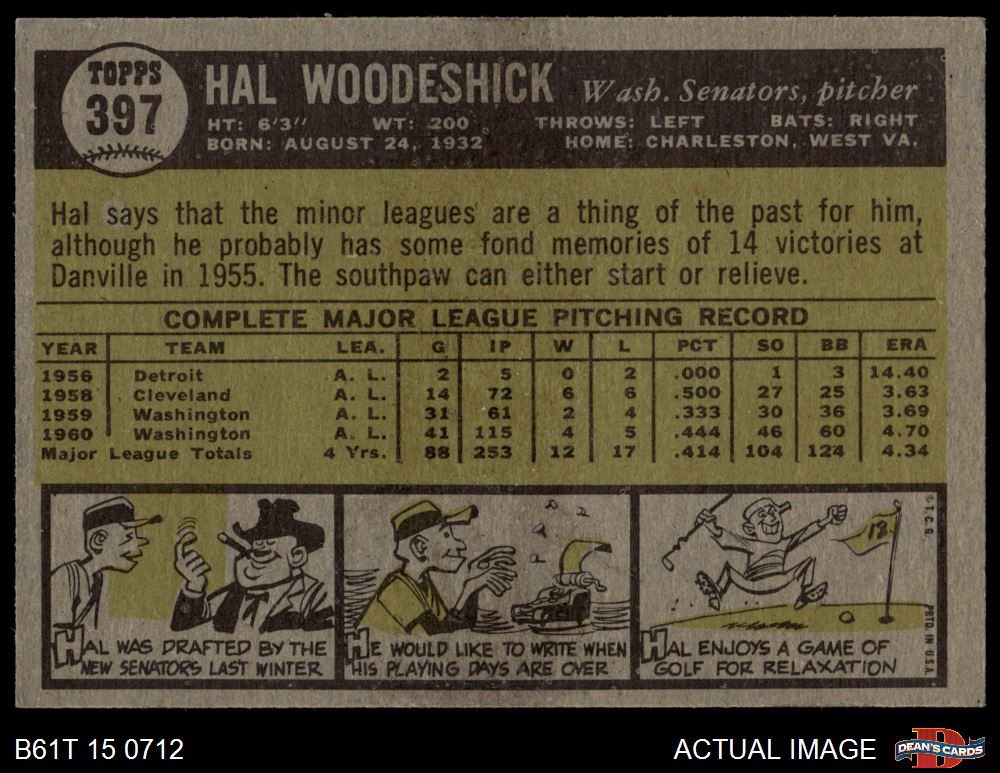 TOPPS
397
HAL WOODESHICK Wash. Senators, pitcher
HT: 6'3" WT: 200 THROWS: LEFT BATS: RIGHT
BORN: AUGUST 24, 1932 HOME: CHARLESTON, WEST VA.
Hal says that the minor leagues are a thing of the past for him,
although he probably has some fond memories of 14 victories at
Danville in 1955. The southpaw can either start or relieve.
COMPLETE MAJOR LEAGUE PITCHING RECORD
YEAR TEAM LEA. G IP W L PCT SO BB ERA
1956 Detroit A. L. 2 5 0 2 .000 1 3 14.40
1958 Cleveland A. L. 14 72 6 6 .500 27 25 3.63
1959 Washington A. L. 31 61 2 4 .333 30 36 3.69
1960 Washington A. L. 41 115 4 5 .444 46 60 4.70
Major League Totals 4 Yrs. 88 253 12 17 .414 104 124 4.34
HAL WAS DRAFTED BY THE
NEW SENATORS LAST WINTER
HE WOULD LIKE TO WRITE WHEN
HIS PLAYING DAYS ARE OVER
18
HAL ENJOYS A GAME OF
GOLF FOR RELAXATION
© T.C.G. PRTD IN U.S.A.
B61T 15 0712 ACTUAL IMAGE
DEAN'S CARDS